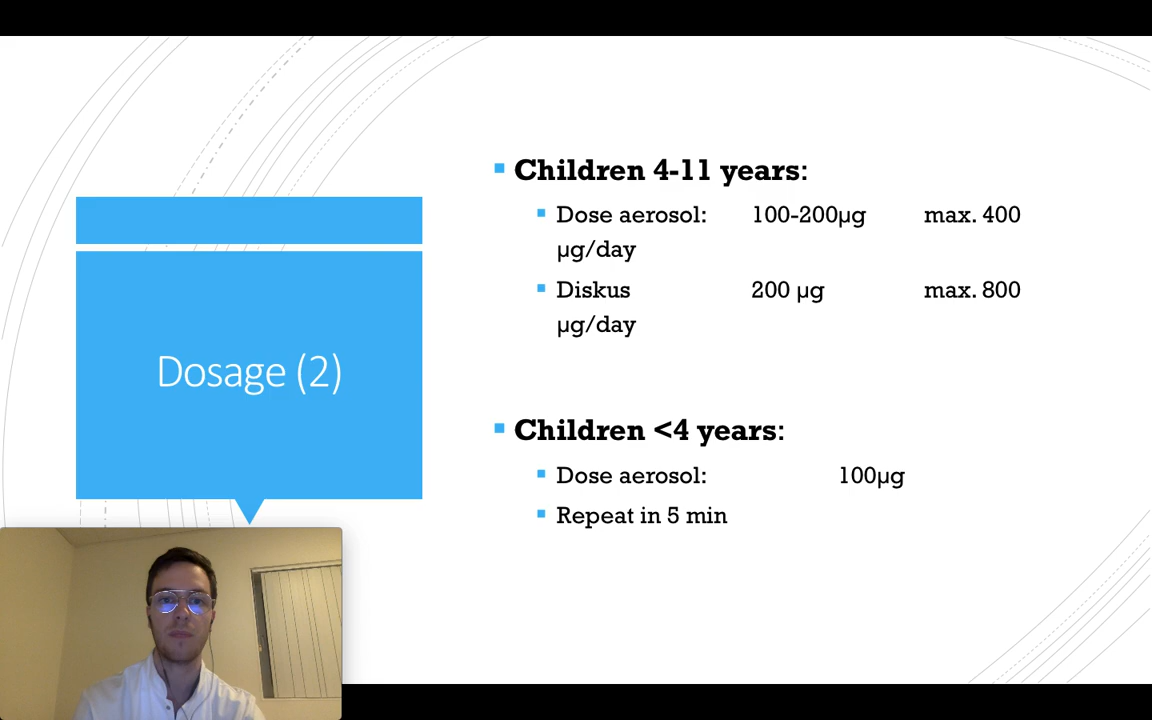 Dosage (2)
Children 4-11 years:
Dose aerosol: 100-200µg max. 400
µg/day
Diskus 200 µg max. 800
µg/day
Children <4 years:
Dose aerosol: 100µg
Repeat in 5 min